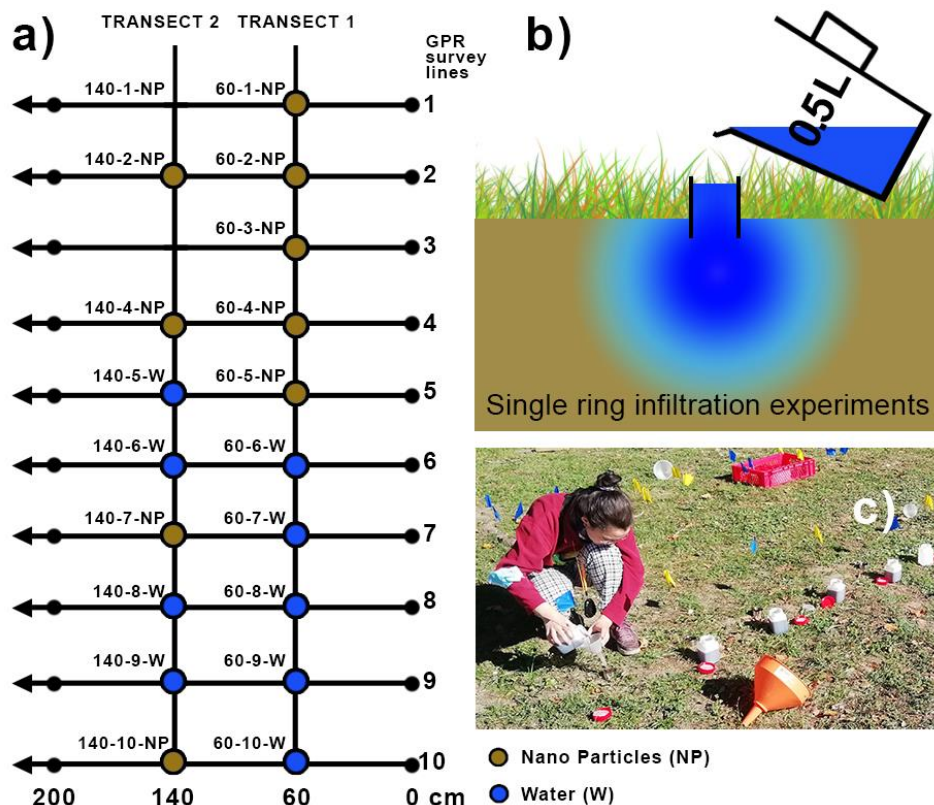 a)
TRANSECT 2 TRANSECT 1
GPR
survey
lines
140-1-NP 60-1-NP 1
140-2-NP 60-2-NP 2
60-3-NP 3
140-4-NP 60-4-NP 4
140-5-W 60-5-NP 5
140-6-W 60-6-W 6
140-7-NP 60-7-W 7
140-8-W 60-8-W 8
140-9-W 60-9-W 9
140-10-NP 60-10-W 10
200 140 60 0 cm
b)
0.5 L
Single ring infiltration experiments
c)
Nano Particles (NP)
Water (W)